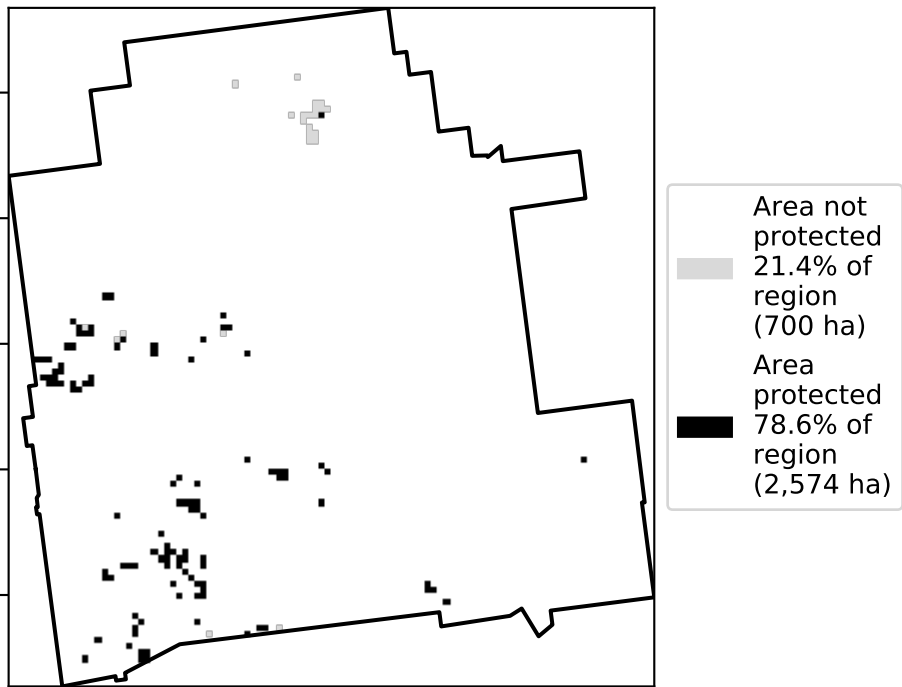 Area not
protected
21.4% of
region
(700 ha)
Area
protected
78.6% of
region
(2,574 ha)